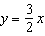 y = 3/2 x